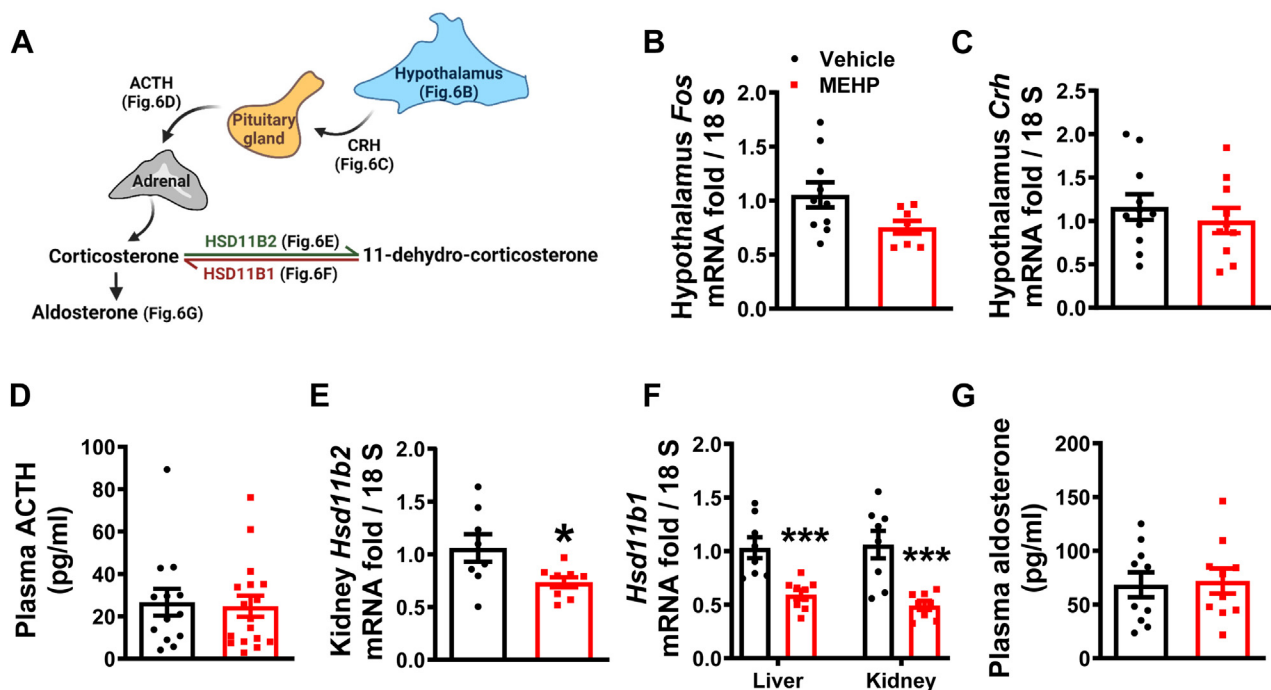 A
ACTH
(Fig.6D)
Hypothalamus
(Fig.6B)
Pituitary
gland
CRH
(Fig.6C)
Adrenal
HSD11B2 (Fig.6E)
Corticosterone
11-dehydro-corticosterone
HSD11B1 (Fig.6F)
Aldosterone (Fig.6G)
B
Vehicle
MEHP
Hypothalamus Fos
mRNA fold / 18 S
2.0
1.5
1.0
0.5
0.0
C
Hypothalamus Crh
mRNA fold / 18 S
2.5
2.0
1.5
1.0
0.5
0.0
D
Plasma ACTH
(pg/ml)
100
80
60
40
20
0
E
Kidney Hsd11b2
mRNA fold / 18 S
2.0
1.5
1.0
0.5
0.0
*
F
Hsd11b1
mRNA fold / 18 S
2.0
1.5
1.0
0.5
0.0
***
***
Liver
Kidney
G
Plasma aldosterone
(pg/ml)
200
150
100
50
0